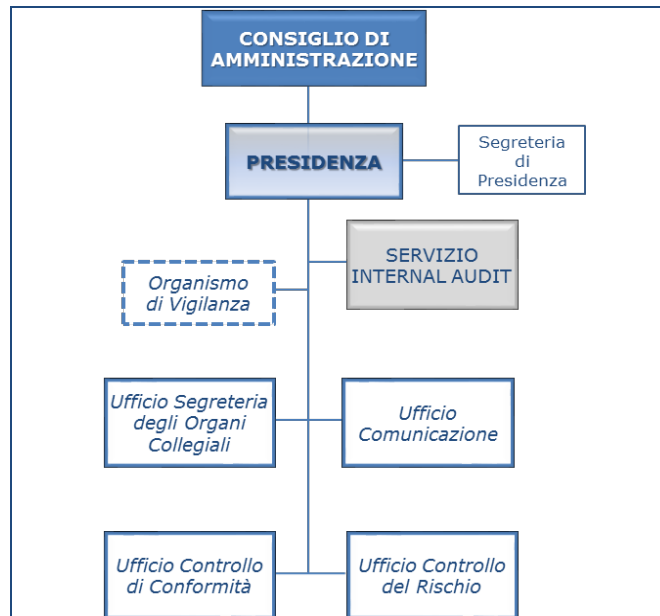 CONSIGLIO DI
AMMINISTRAZIONE
PRESIDENZA
Segreteria
di
Presidenza
SERVIZIO
INTERNAL AUDIT
Organismo
di Vigilanza
Ufficio Segreteria
degli Organi
Collegiali
Ufficio
Comunicazione
Ufficio Controllo
di Conformità
Ufficio Controllo
del Rischio